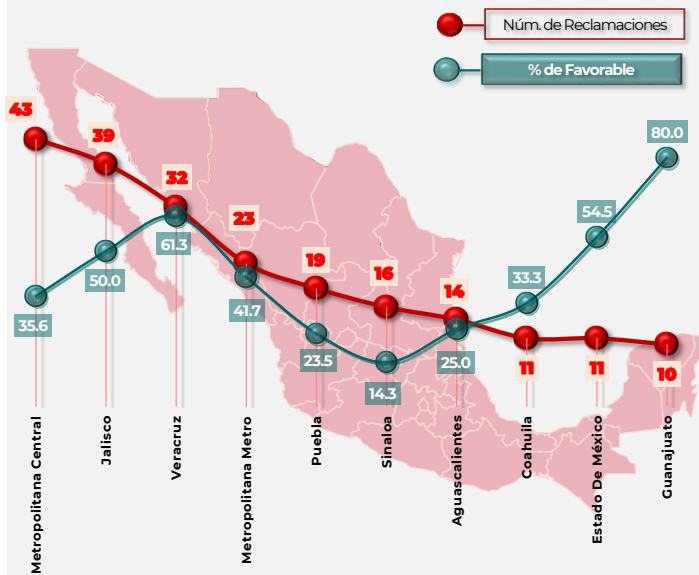 Núm. de Reclamaciones
% de Favorable
43
39
32
23
19
16
14
11
11
10
35.6
50.0
61.3
41.7
23.5
14.3
25.0
33.3
54.5
80.0
Metropolitana Central
Jalisco
Veracruz
Metropolitana Metro
Puebla
Sinaloa
Aguascalientes
Coahuila
Estado De México
Guanajuato